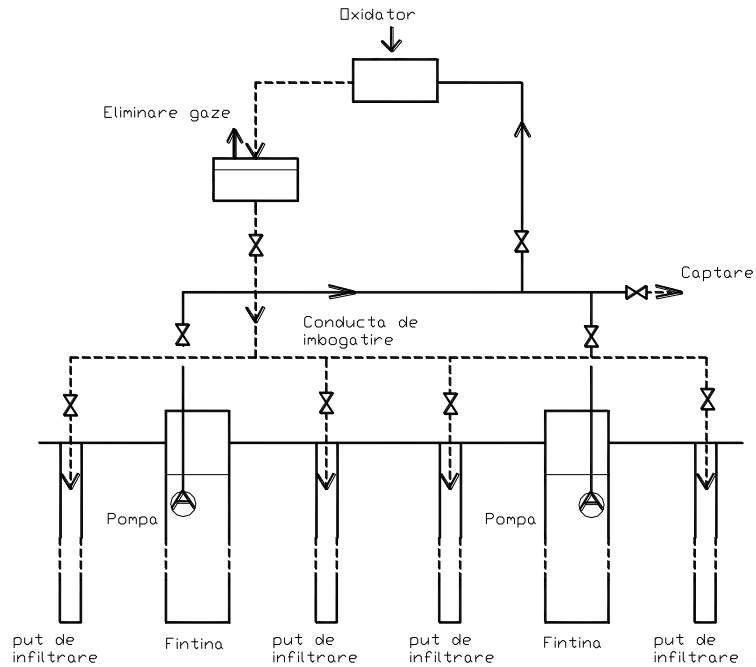 Oxidator
Eliminare gaze
Captare
Conducta de
imbogatire
Pompa
Pompa
put de
infiltrare
Fintina
put de
infiltrare
put de
infiltrare
Fintina
put de
infiltrare